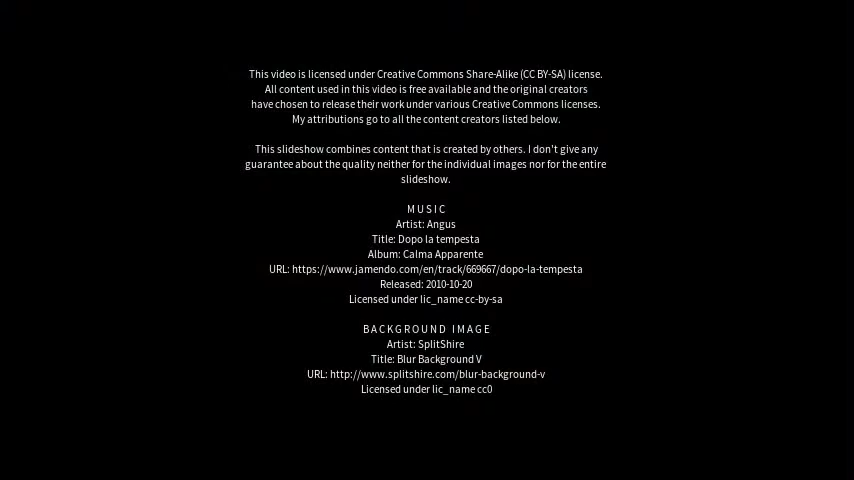 This video is licensed under Creative Commons Share-Alike (CC BY-SA) license.
All content used in this video is free available and the original creators
have chosen to release their work under various Creative Commons licenses.
My attributions go to all the content creators listed below.
This slideshow combines content that is created by others. I don't give any
guarantee about the quality neither for the individual images nor for the entire
slideshow.
MUSIC
Artist: Angus
Title: Dopo la tempesta
Album: Calma Apparente
URL: https://www.jamendo.com/en/track/669667/dopo-la-tempesta
Released: 2010-10-20
Licensed under lic_name cc-by-sa
BACKGROUND IMAGE
Artist: SplitShire
Title: Blur Background V
URL: http://www.splitshire.com/blur-background-v
Licensed under lic_name cc0